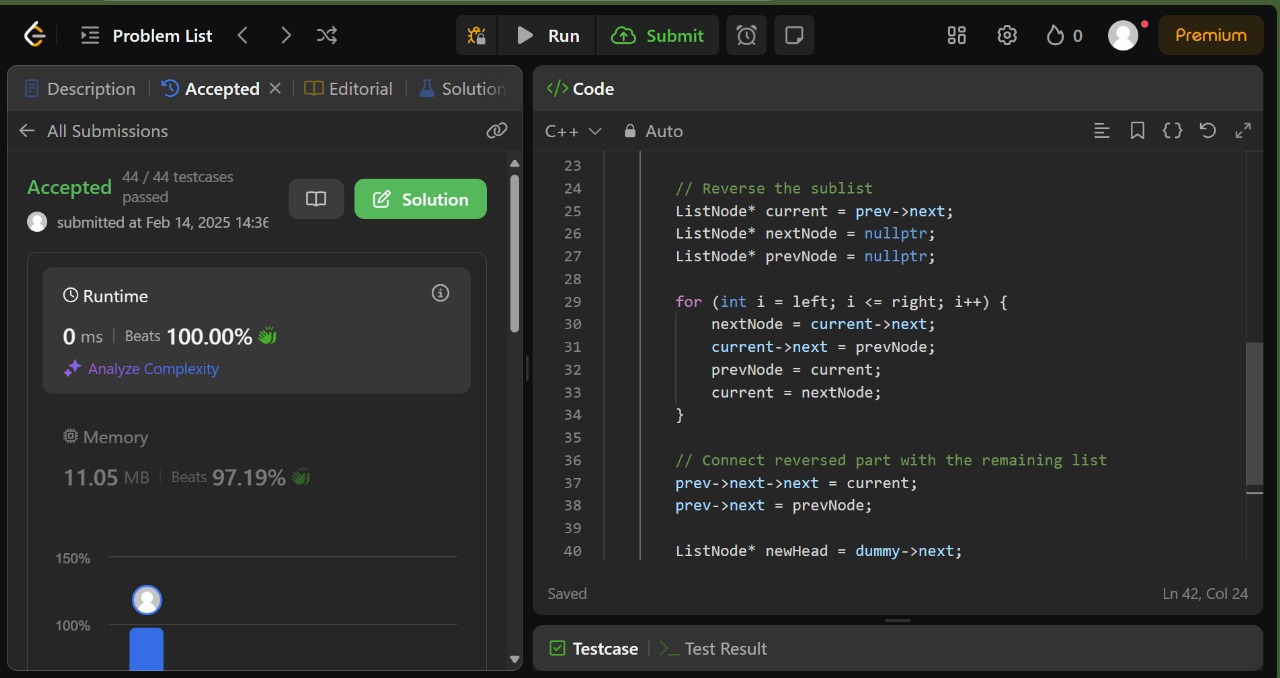 Problem List
Run
Submit
0
Premium
Description
Accepted
Editorial
Solution
</> Code
All Submissions
C++
Auto
Accepted
44 / 44 testcases
passed
submitted at Feb 14, 2025 14:36
Solution
Runtime
0 ms | Beats 100.00%
Analyze Complexity
Memory
11.05 MB | Beats 97.19%
150%
100%
23
24 // Reverse the sublist
25 ListNode* current = prev->next;
26 ListNode* nextNode = nullptr;
27 ListNode* prevNode = nullptr;
28
29 for (int i = left; i <= right; i++) {
30 nextNode = current->next;
31 current->next = prevNode;
32 prevNode = current;
33 current = nextNode;
34 }
35
36 // Connect reversed part with the remaining list
37 prev->next->next = current;
38 prev->next = prevNode;
39
40 ListNode* newHead = dummy->next;
Saved
Ln 42, Col 24
Testcase
Test Result